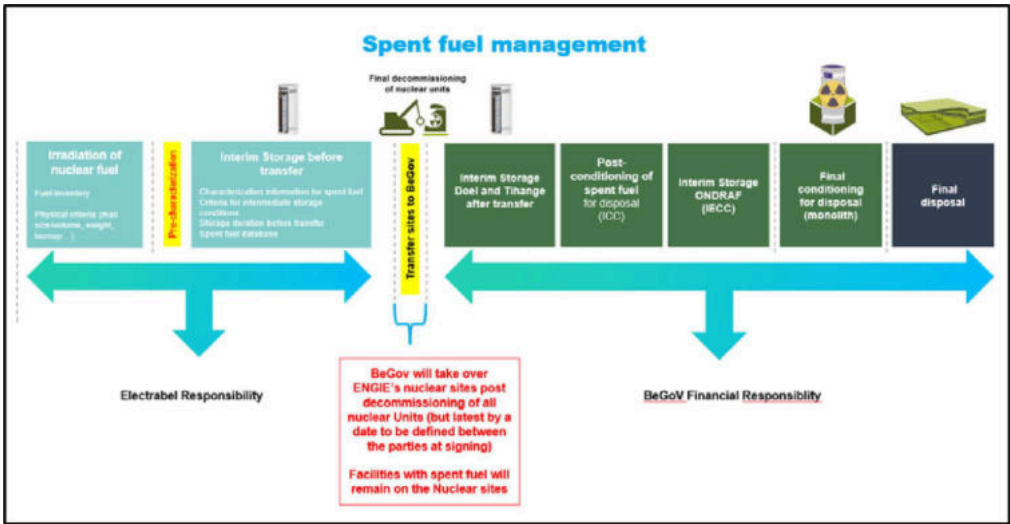 Spent fuel management
Final decommissioning
of nuclear units
Irradiation of
nuclear fuel
Fuel inventory
Physical criteria (max
size/volume, weight,
burnup ...)
Pre-characterization
Interim Storage before
transfer
Characterization information for spent fuel
Criteria for intermediate storage
conditions
Storage duration before transfer
Spent fuel database
Transfer sites to BeGov
Interim Storage
Doel and Tihange
after transfer
Post-
conditioning of
spent fuel
for disposal
(ICC)
Interim Storage
ONDRAF
(IECC)
Final
conditioning
for disposal
(monolith)
Final
disposal
Electrabel Responsibility
BeGov will take over
ENGIE's nuclear sites post
decommissioning of all
nuclear Units (but latest by a
date to be defined between
the parties at signing)
Facilities with spent fuel will
remain on the Nuclear sites
BeGoV Financial Responsiblity